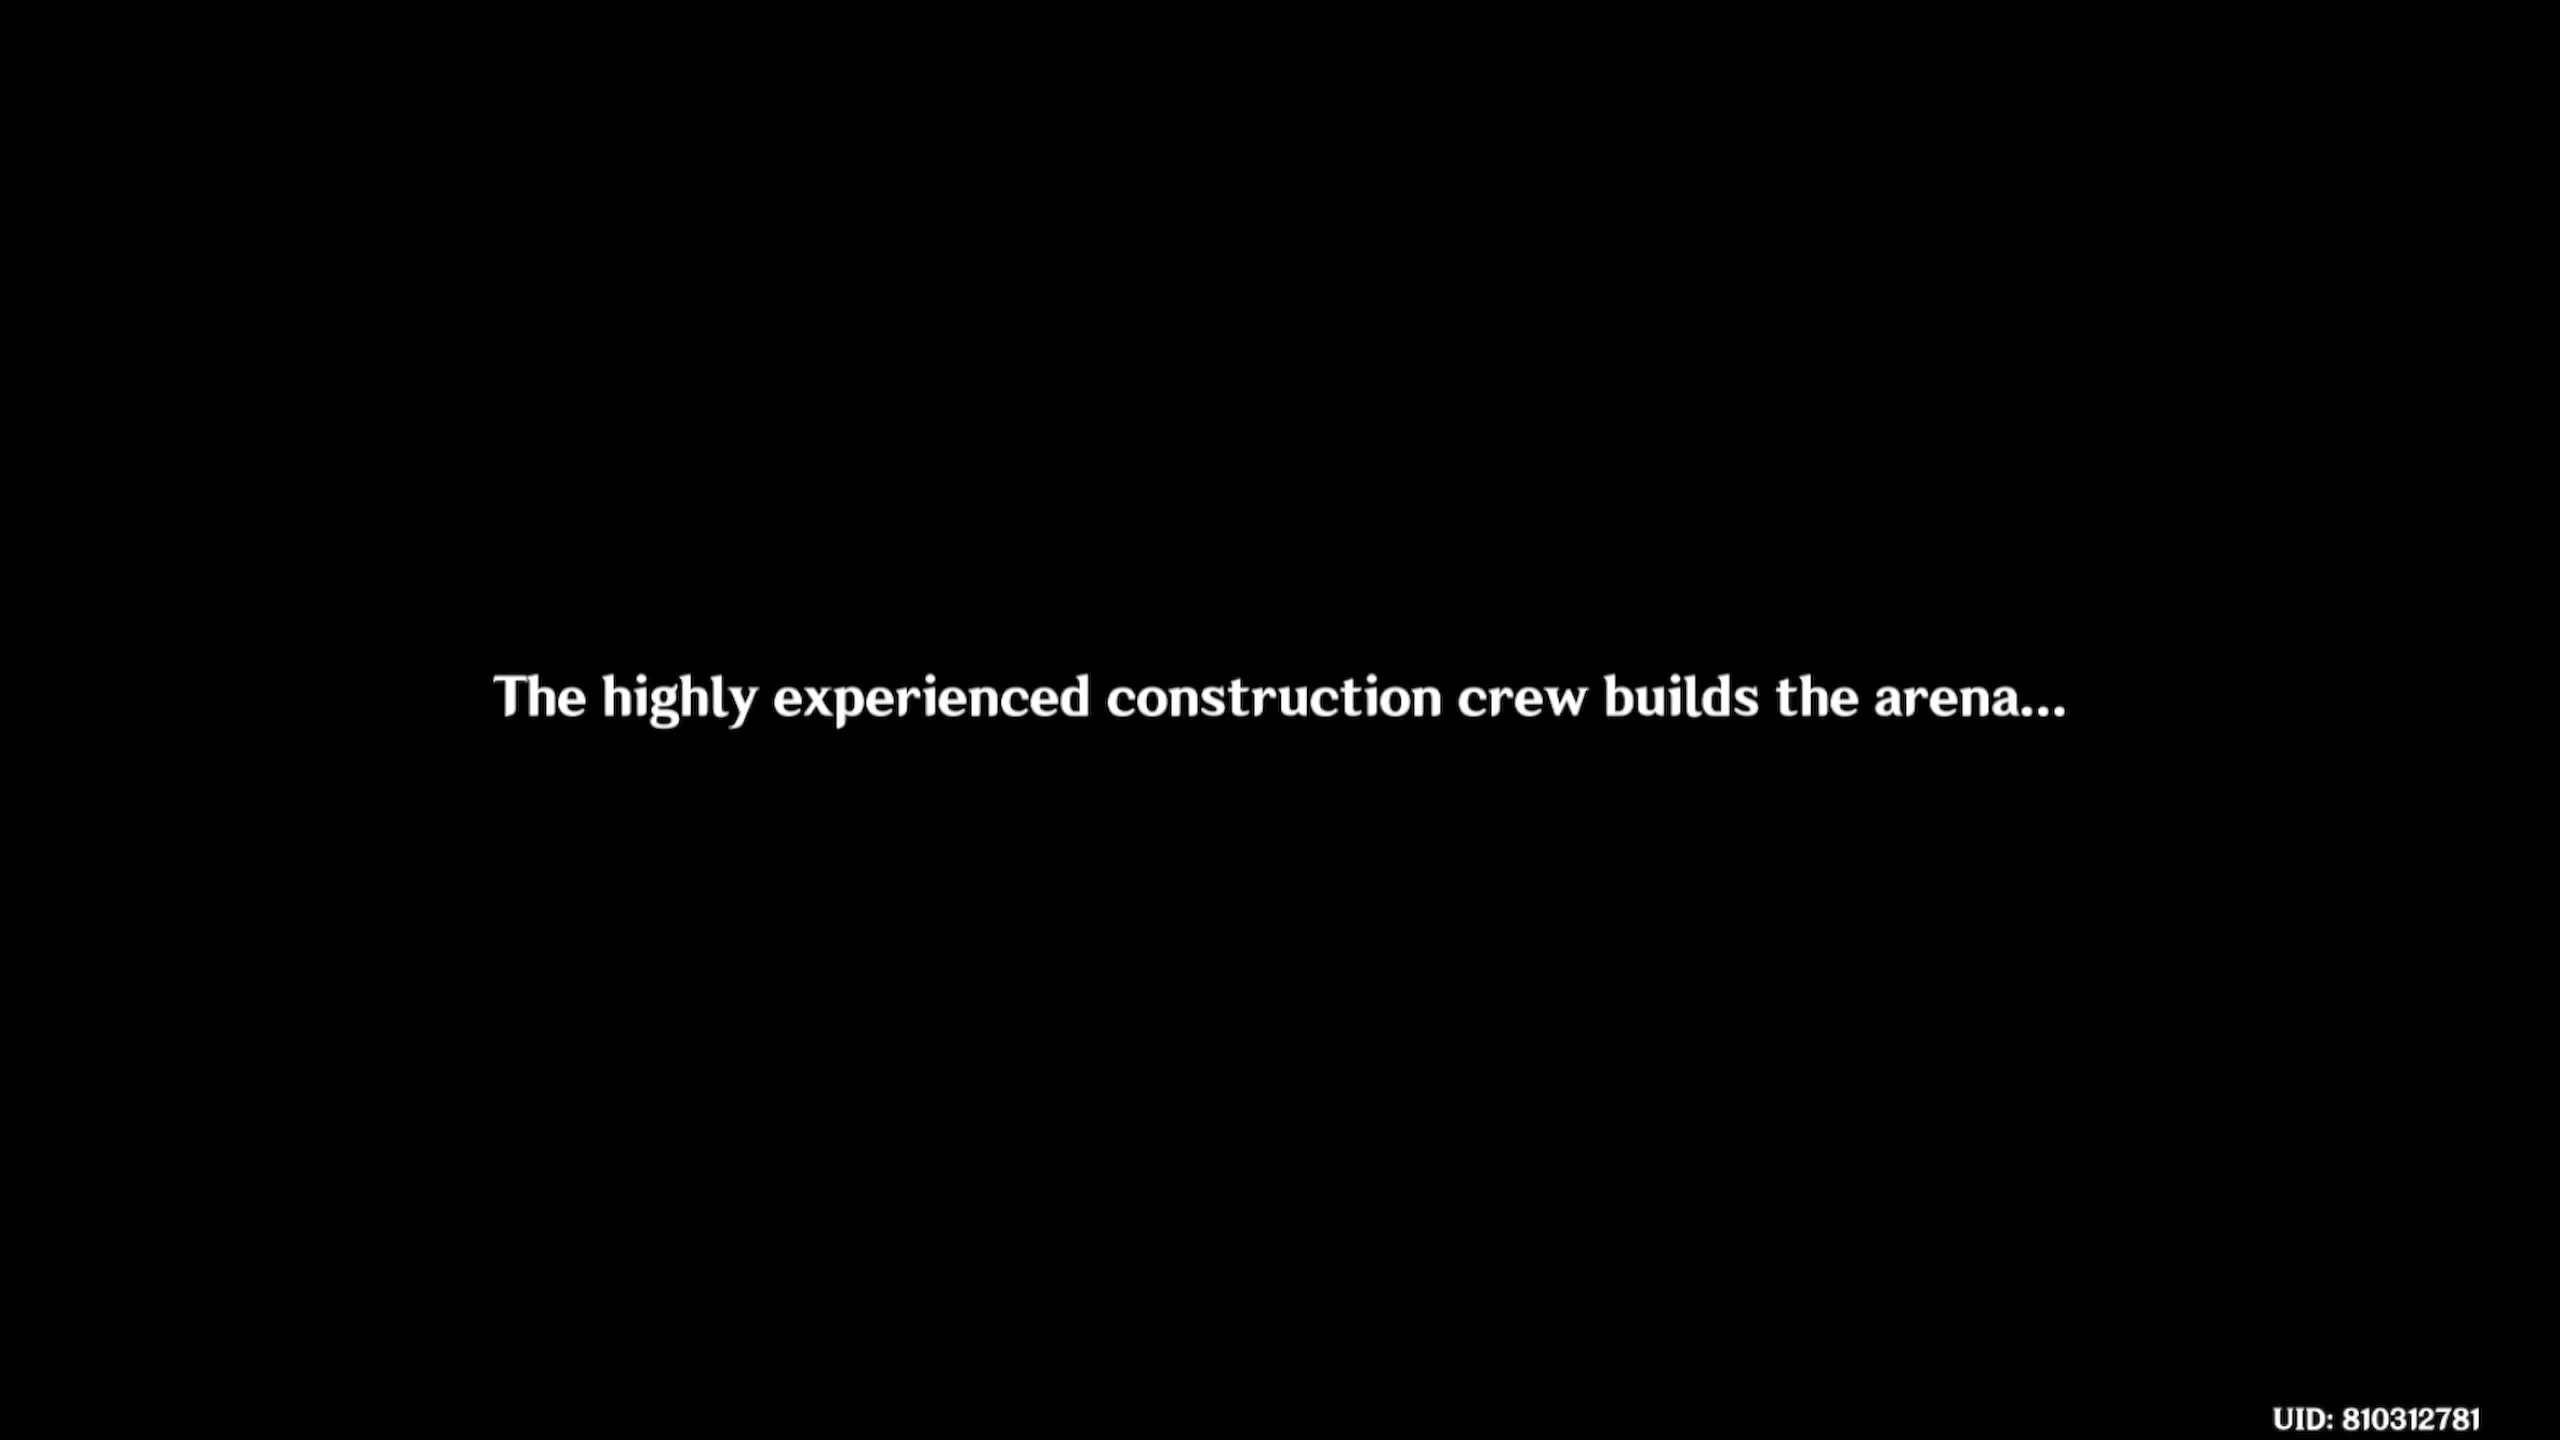 The highly experienced construction crew builds the arena...
UID: 810312781